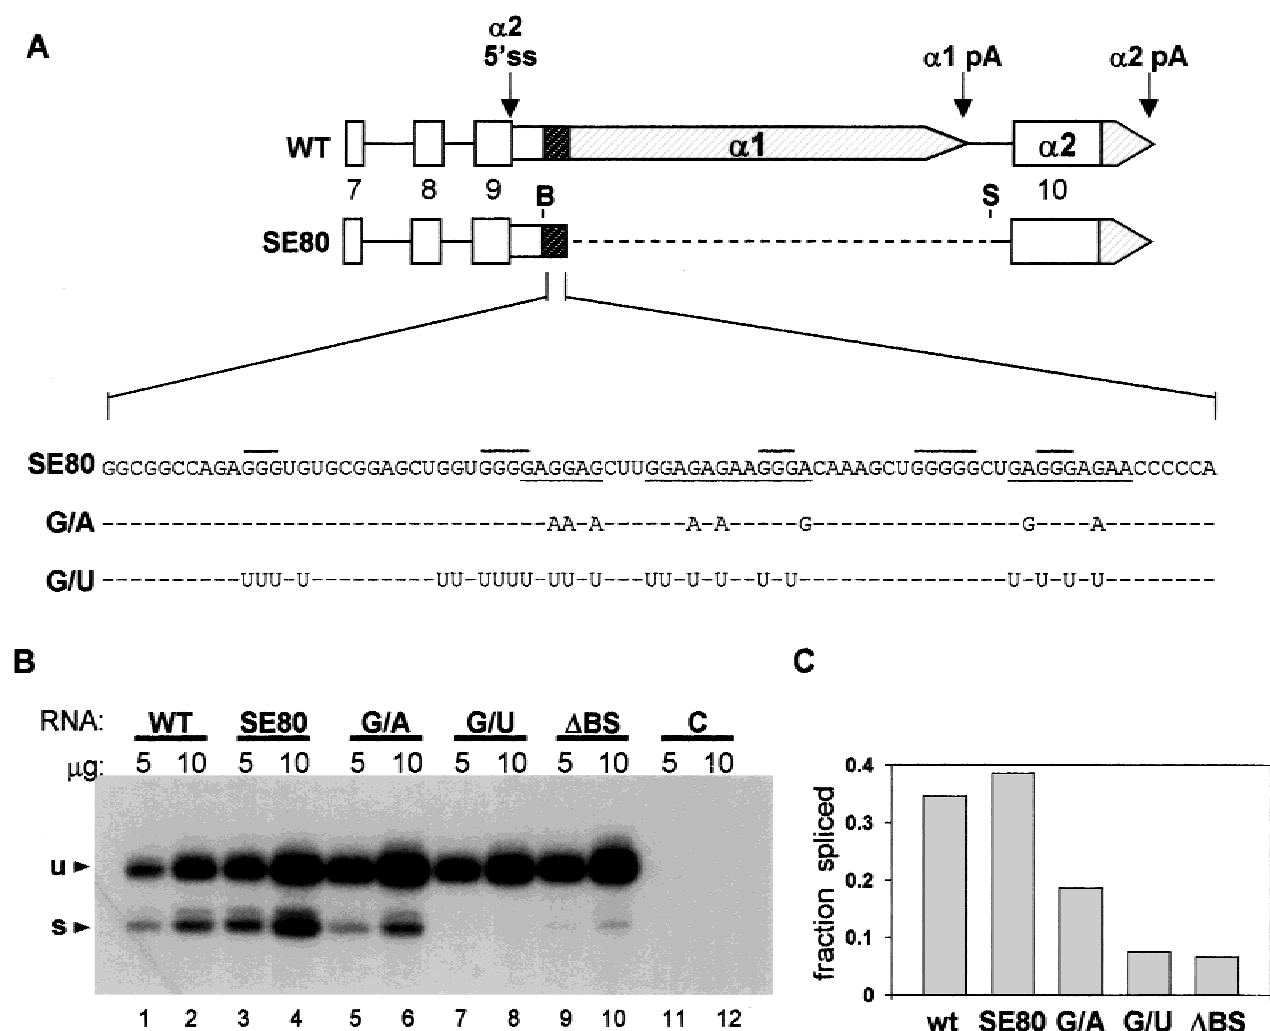 A
α2
5'ss
α1 pA
α2 pA
WT
α1
α2
7
8
9
10
B
S
SE80
SE80 GGCGGCCAGAGGGUGUGCGGAGCUGGUGGGGAGGAGCUUGGAGAGAAGGGACAAAGCUGGGGGCUGAGGGAGAACCCCCA
G/A --------------------------------AA-A------A-A-----G---------------G----A--------
G/U ----------UUU-U---------UU-UUUU-UU-U---UU-U-U--U-U---------------U-U-U-U--------
B
RNA: WT SE80 G/A G/U ΔBS C
μg: 5 10 5 10 5 10 5 10 5 10 5 10
u
s
1 2 3 4 5 6 7 8 9 10 11 12
C
fraction spliced
0.4
0.3
0.2
0.1
0
wt SE80 G/A G/U ΔBS